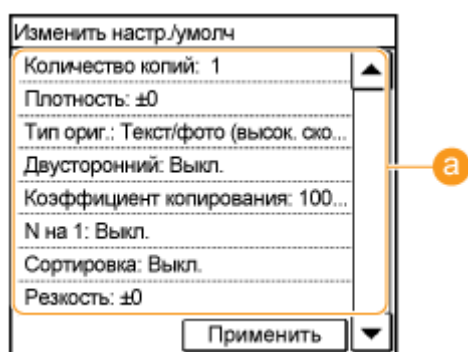 Изменить настр./умолч
Количество копий: 1
Плотность: ±0
Тип ориг.: Текст/фото (высок. ско...
Двусторонний: Выкл.
Коэффициент копирования: 100...
N на 1: Выкл.
Сортировка: Выкл.
Резкость: ±0
Применить
a